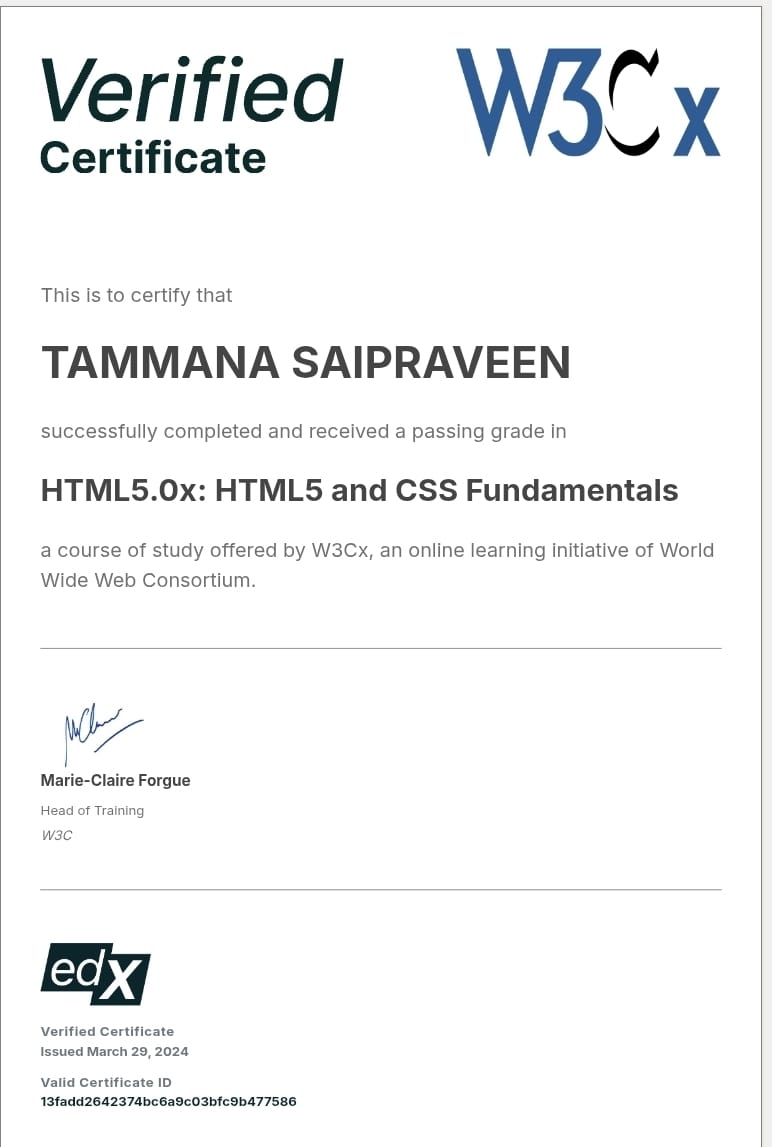 Verified
Certificate
W3Cx
This is to certify that
TAMMANA SAIPRAVEEN
successfully completed and received a passing grade in
HTML5.0x: HTML5 and CSS Fundamentals
a course of study offered by W3Cx, an online learning initiative of World
Wide Web Consortium.
Marie-Claire Forgue
Head of Training
W3C
edX
Verified Certificate
Issued March 29, 2024
Valid Certificate ID
13fadd2642374bc6a9c03bfc9b477586